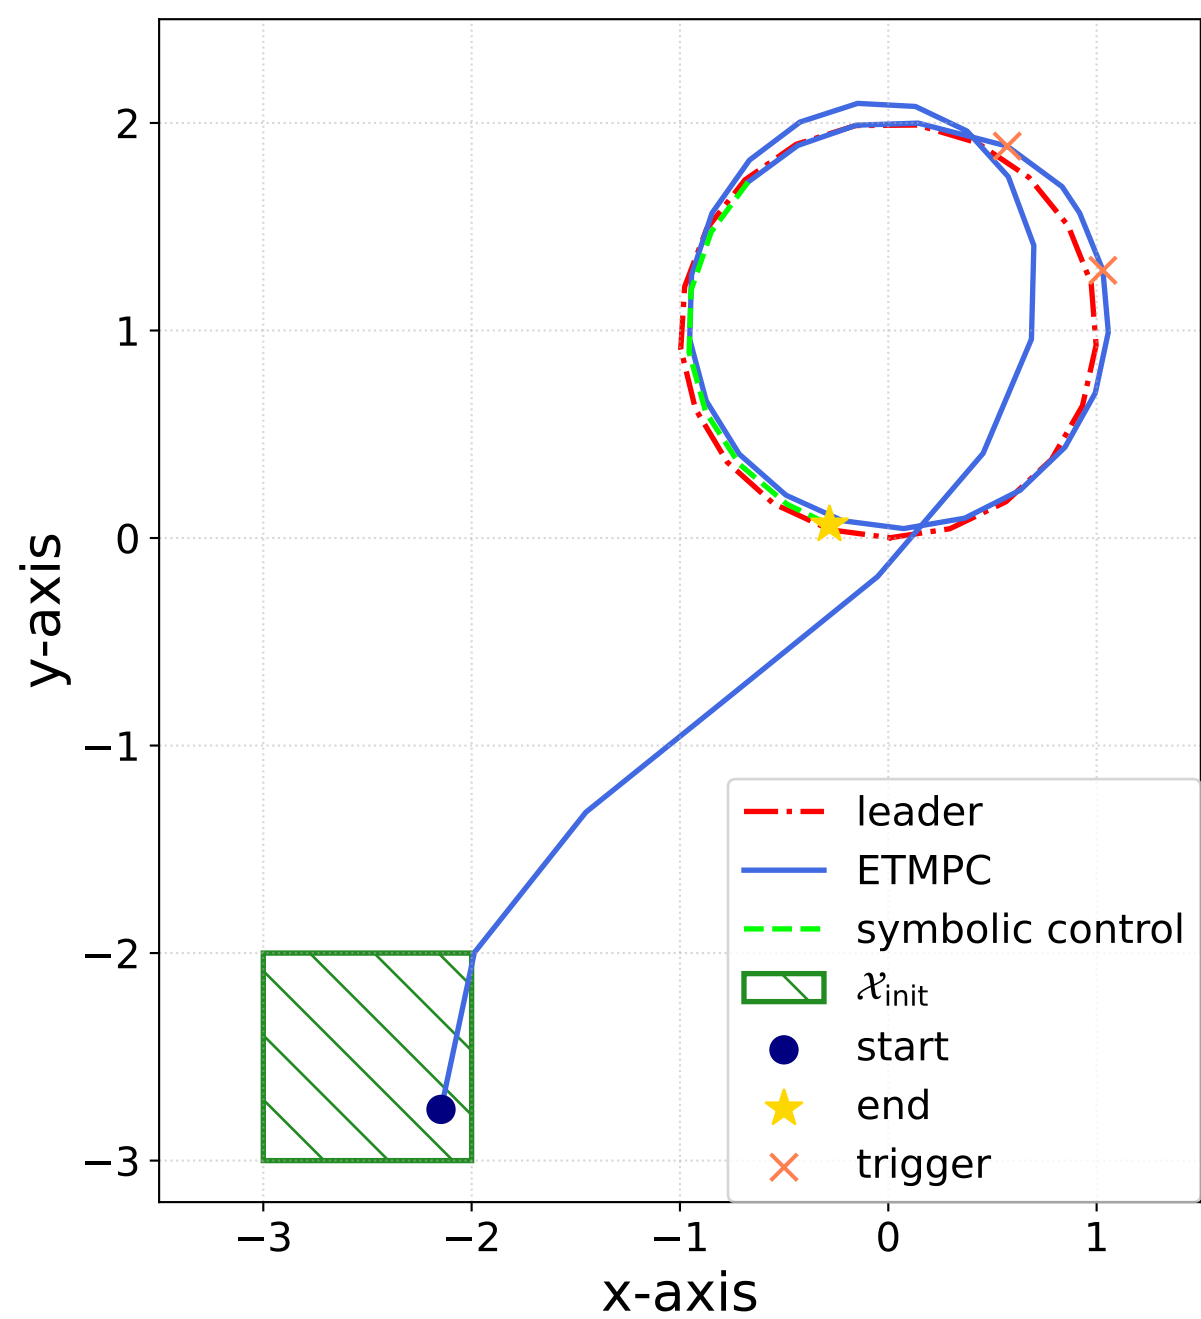 2
1
0
−1
−2
−3
y-axis
leader
ETMPC
symbolic control
𝒳init
start
end
trigger
−3 −2 −1 0 1
x-axis